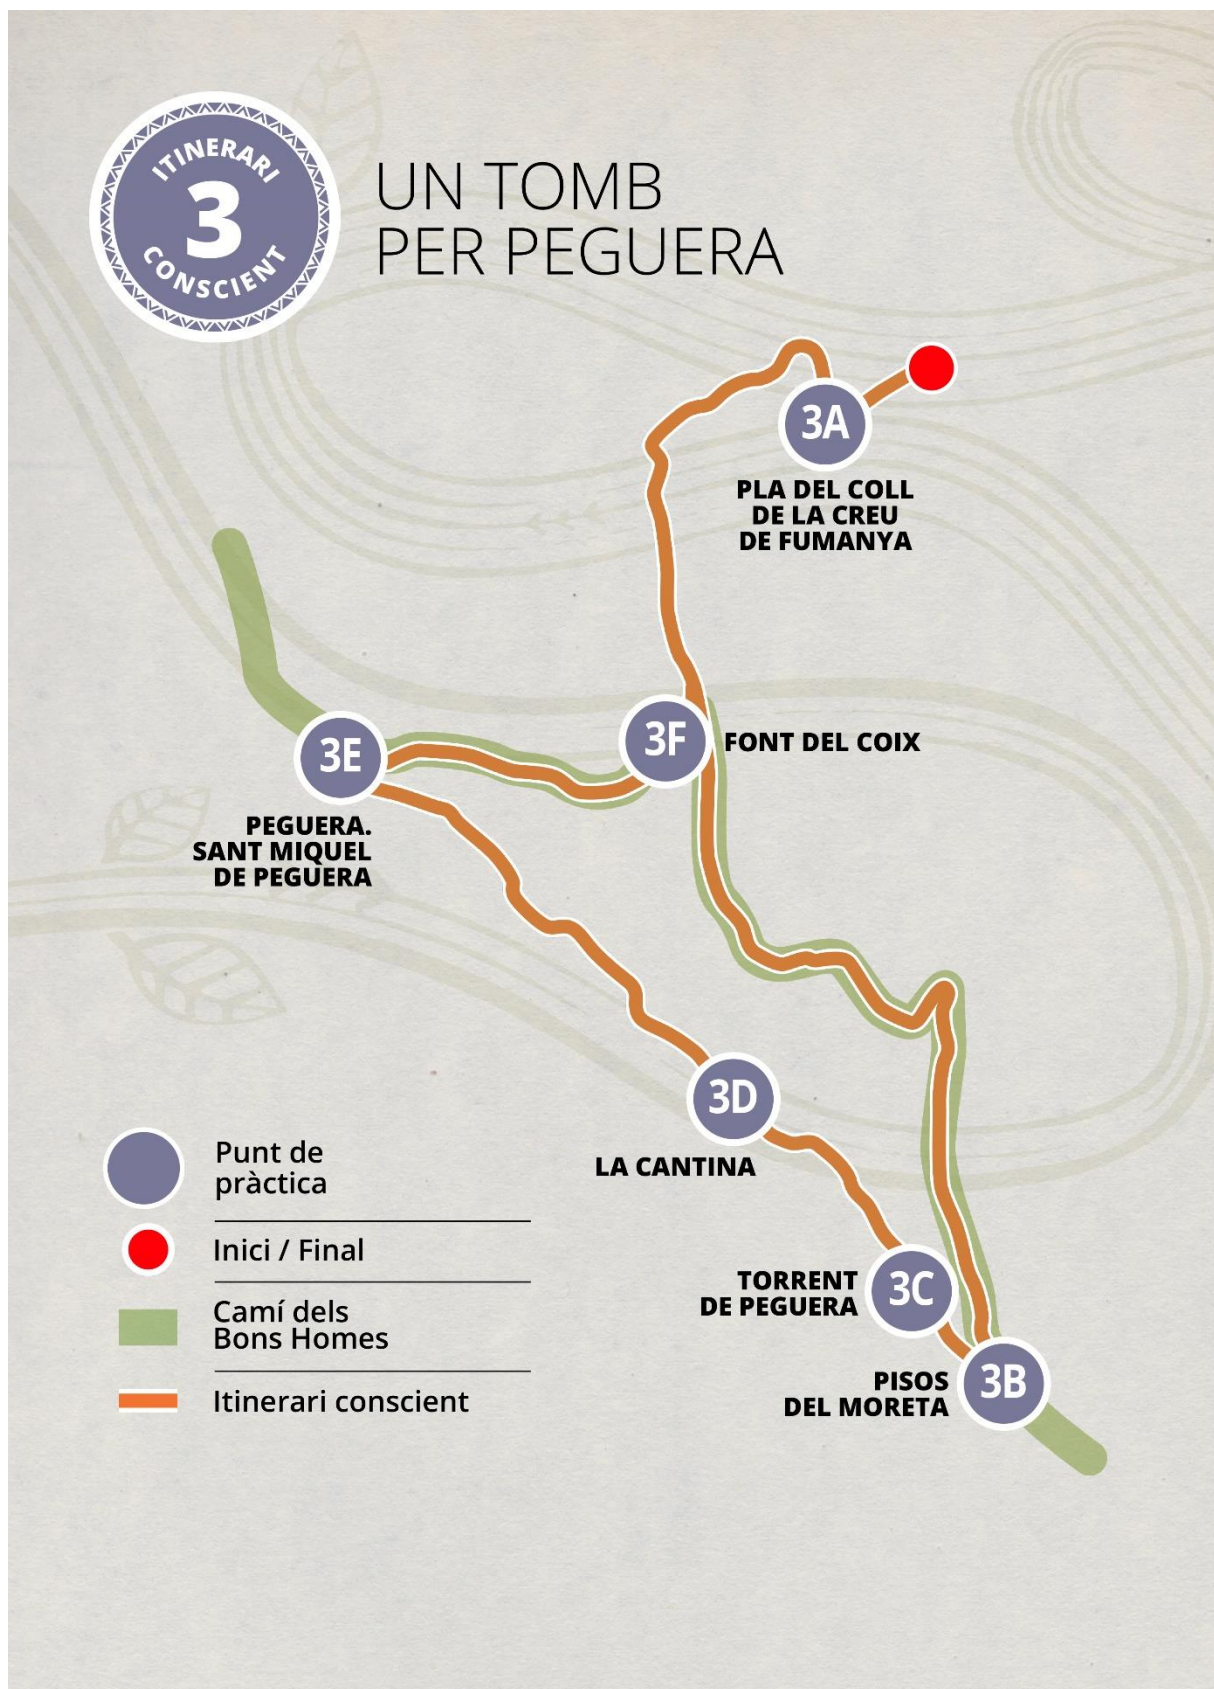 ITINERARI
3
CONSCIENT
UN TOMB
PER PEGUERA
3A
PLA DEL COLL
DE LA CREU
DE FUMANYA
3F
FONT DEL COIX
3E
PEGUERA.
SANT MIQUEL
DE PEGUERA
3D
LA CANTINA
3C
TORRENT
DE PEGUERA
3B
PISOS
DEL MORETA
Punt de
pràctica
Inici / Final
Camí dels
Bons Homes
Itinerari conscient